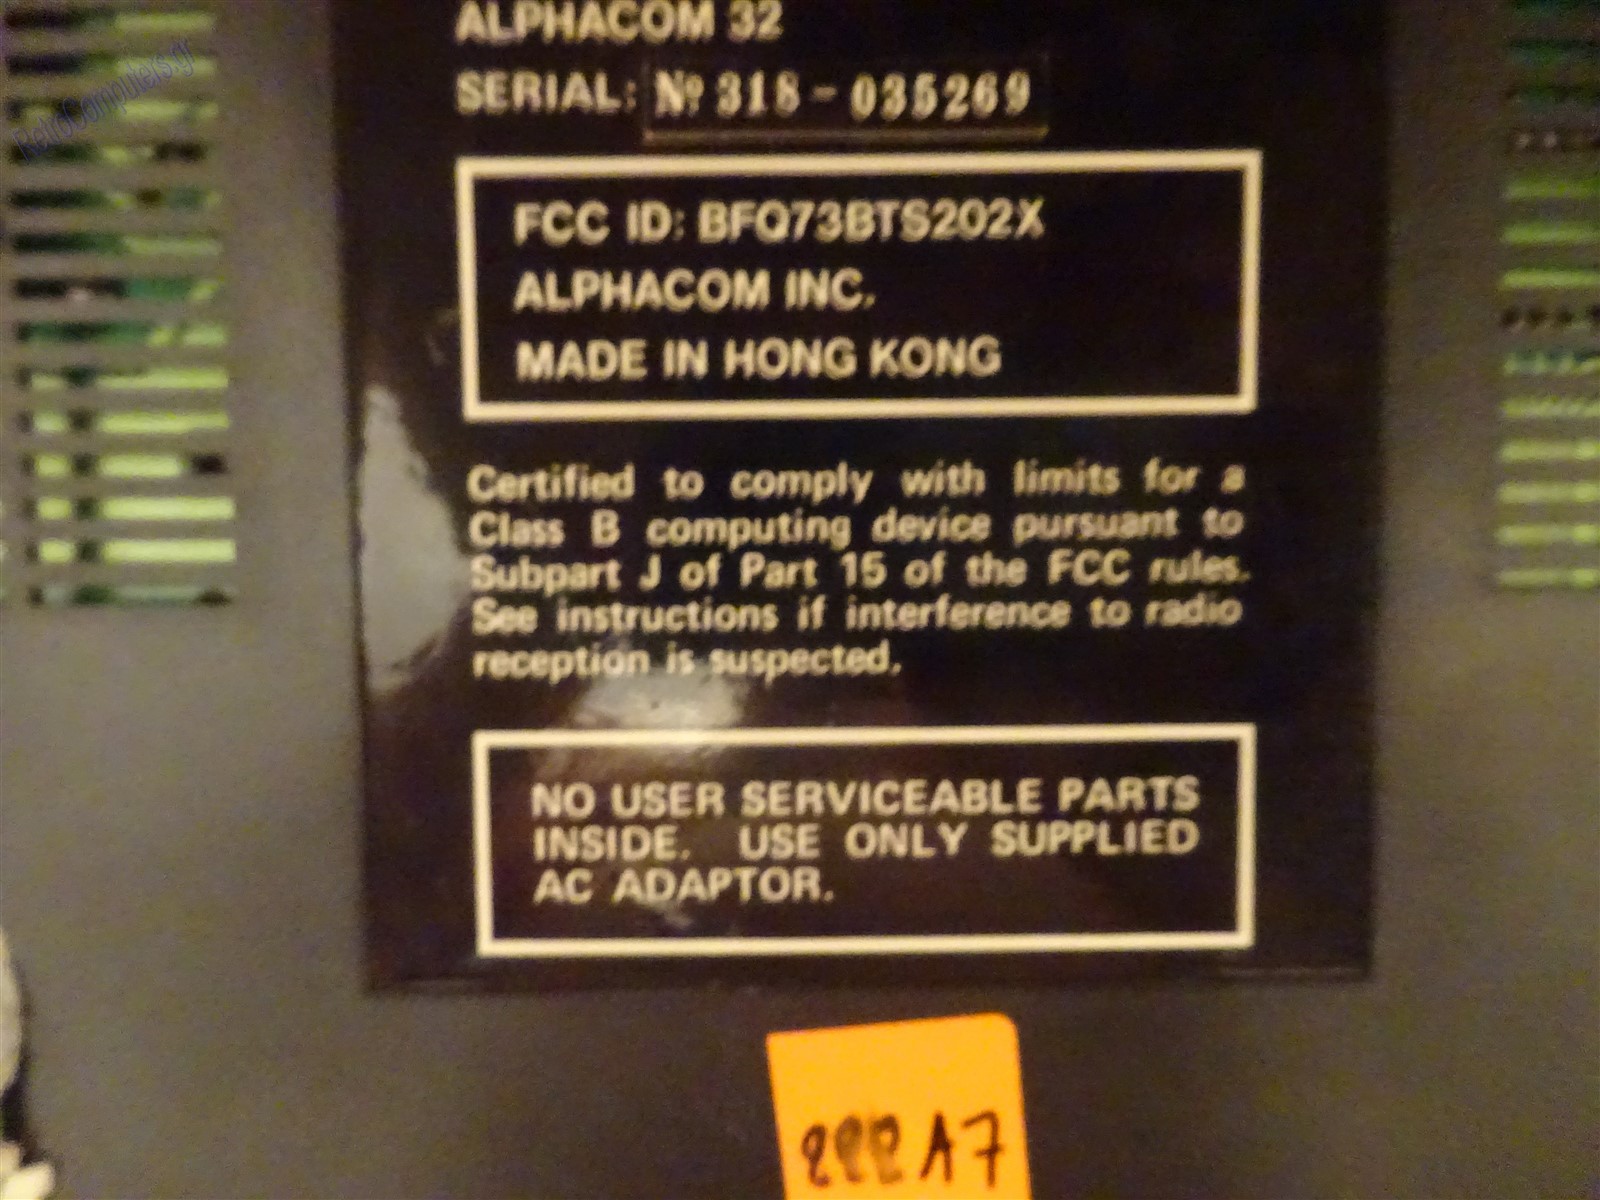 ALPHACOM 32
SERIAL: Nº 318 - 035269
FCC ID: BFQ73BTS202X
ALPHACOM INC.
MADE IN HONG KONG
Certified to comply with limits for a
Class B computing device pursuant to
Subpart J of Part 15 of the FCC rules.
See instructions if interference to radio
reception is suspected.
NO USER SERVICEABLE PARTS
INSIDE. USE ONLY SUPPLIED
AC ADAPTOR.
RetroComputers.gr